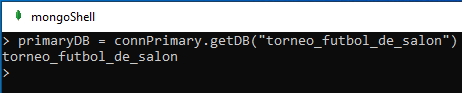 mongoShell
> primaryDB = connPrimary.getDB("torneo_futbol_de_salon")
torneo_futbol_de_salon
>